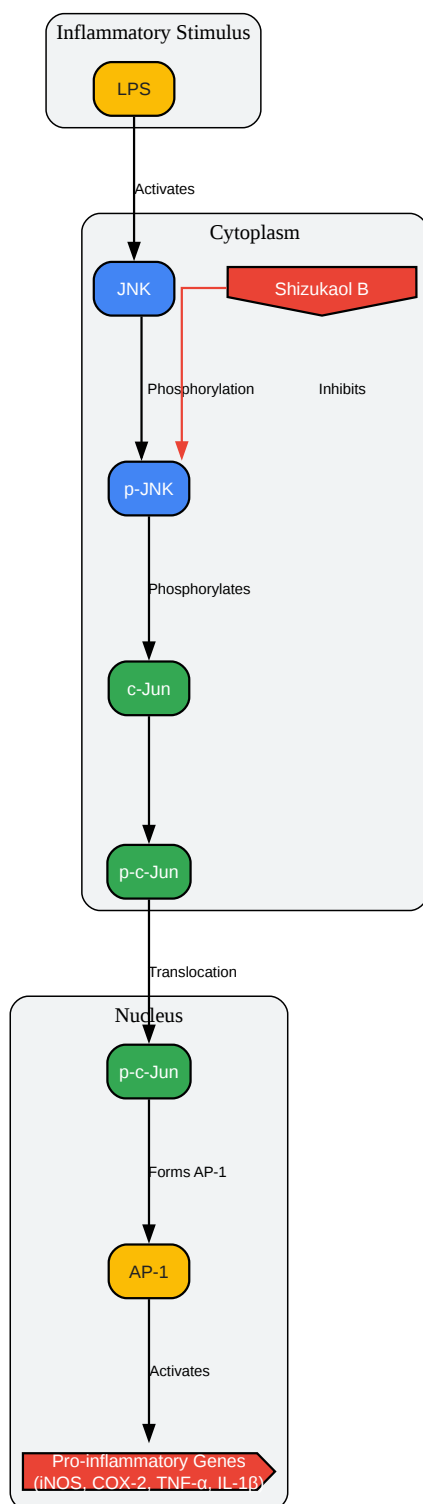 Inflammatory Stimulus
LPS
Activates
Cytoplasm
JNK
Shizukaol B
Phosphorylation
Inhibits
p-JNK
Phosphorylates
c-Jun
p-c-Jun
Translocation
Nucleus
p-c-Jun
Forms AP-1
AP-1
Activates
Pro-inflammatory Genes
(iNOS, COX-2, TNF-α, IL-1β)